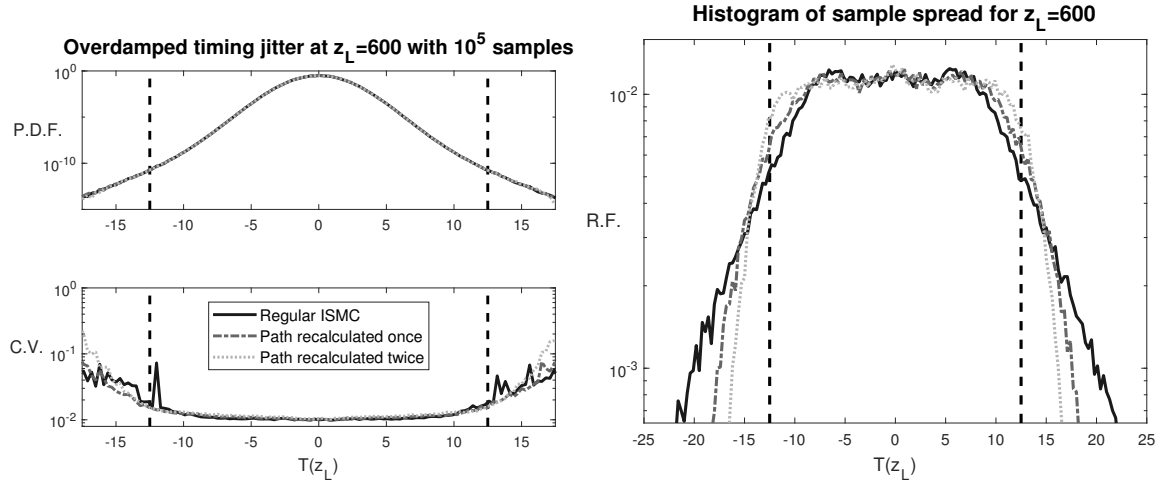 Overdamped timing jitter at z_L=600 with 10^5 samples
P.D.F.
10^0
10^-10
-15 -10 -5 0 5 10 15
C.V.
10^0
10^-1
10^-2
Regular ISMC
Path recalculated once
Path recalculated twice
-15 -10 -5 0 5 10 15
T(z_L)
Histogram of sample spread for z_L=600
R.F.
10^-2
10^-3
-25 -20 -15 -10 -5 0 5 10 15 20 25
T(z_L)